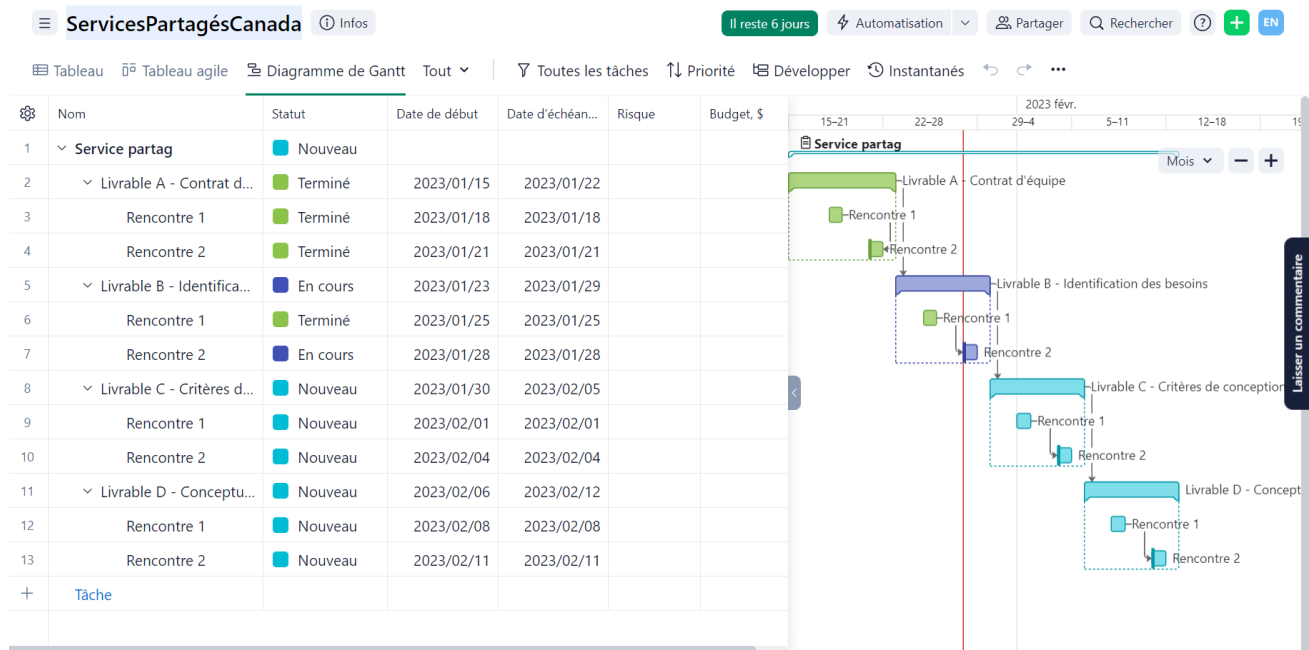 ServicesPartagésCanada Infos Il reste 6 jours Automatisation Partager Rechercher ? EN
Tableau Tableau agile Diagramme de Gantt Tout Toutes les tâches Priorité Développer Instantanés
Nom Statut Date de début Date d'échéan... Risque Budget, $
2023 févr.
15–21 22–28 29–4 5–11 12–18
Mois
1 Service partag Nouveau
2 Livrable A - Contrat d... Terminé 2023/01/15 2023/01/22
3 Rencontre 1 Terminé 2023/01/18 2023/01/18
4 Rencontre 2 Terminé 2023/01/21 2023/01/21
5 Livrable B - Identifica... En cours 2023/01/23 2023/01/29
6 Rencontre 1 Terminé 2023/01/25 2023/01/25
7 Rencontre 2 En cours 2023/01/28 2023/01/28
8 Livrable C - Critères d... Nouveau 2023/01/30 2023/02/05
9 Rencontre 1 Nouveau 2023/02/01 2023/02/01
10 Rencontre 2 Nouveau 2023/02/04 2023/02/04
11 Livrable D - Conceptu... Nouveau 2023/02/06 2023/02/12
12 Rencontre 1 Nouveau 2023/02/08 2023/02/08
13 Rencontre 2 Nouveau 2023/02/11 2023/02/11
Tâche
Service partag
Livrable A - Contrat d'équipe
Rencontre 1
Rencontre 2
Livrable B - Identification des besoins
Rencontre 1
Rencontre 2
Livrable C - Critères de conception
Rencontre 1
Rencontre 2
Livrable D - Concept
Rencontre 1
Rencontre 2
Laisser un commentaire